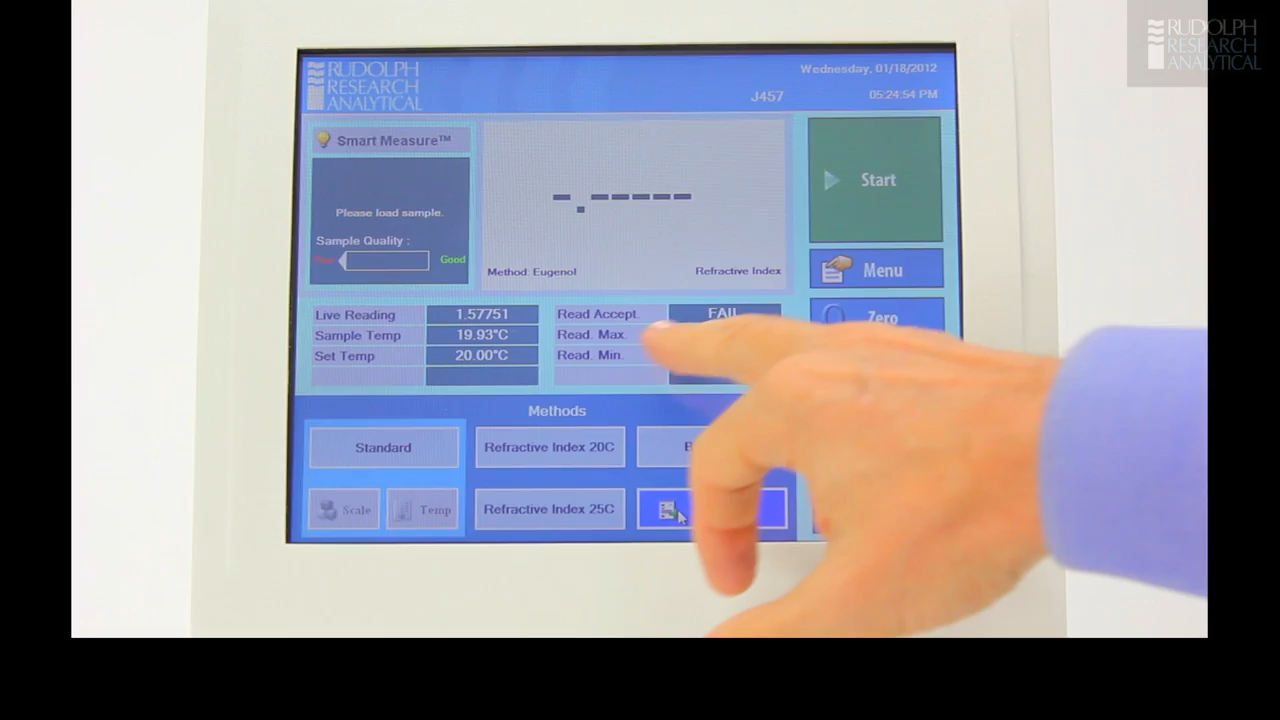 RUDOLPH
RESEARCH
ANALYTICAL
RUDOLPH
RESEARCH
ANALYTICAL
Wednesday, 01/18/2012
J457
05:24:54 PM
Smart Measure™
Please load sample.
Sample Quality :
Good
-.-----
Method: Eugenol
Refractive Index
Start
Menu
Zero
Live Reading 1.57751
Sample Temp 19.93°C
Set Temp 20.00°C
Read Accept. FAIL
Read. Max.
Read. Min.
Methods
Standard
Refractive Index 20C
Scale
Temp
Refractive Index 25C